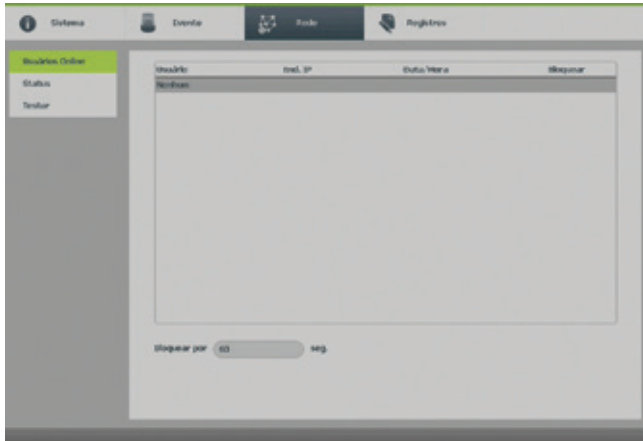 Sistema Evento Rede Registros
Usuários Online
Status
Testar
Usuário End. IP Data/Hora Bloquear
Nenhum
Bloquear por 60 seg.